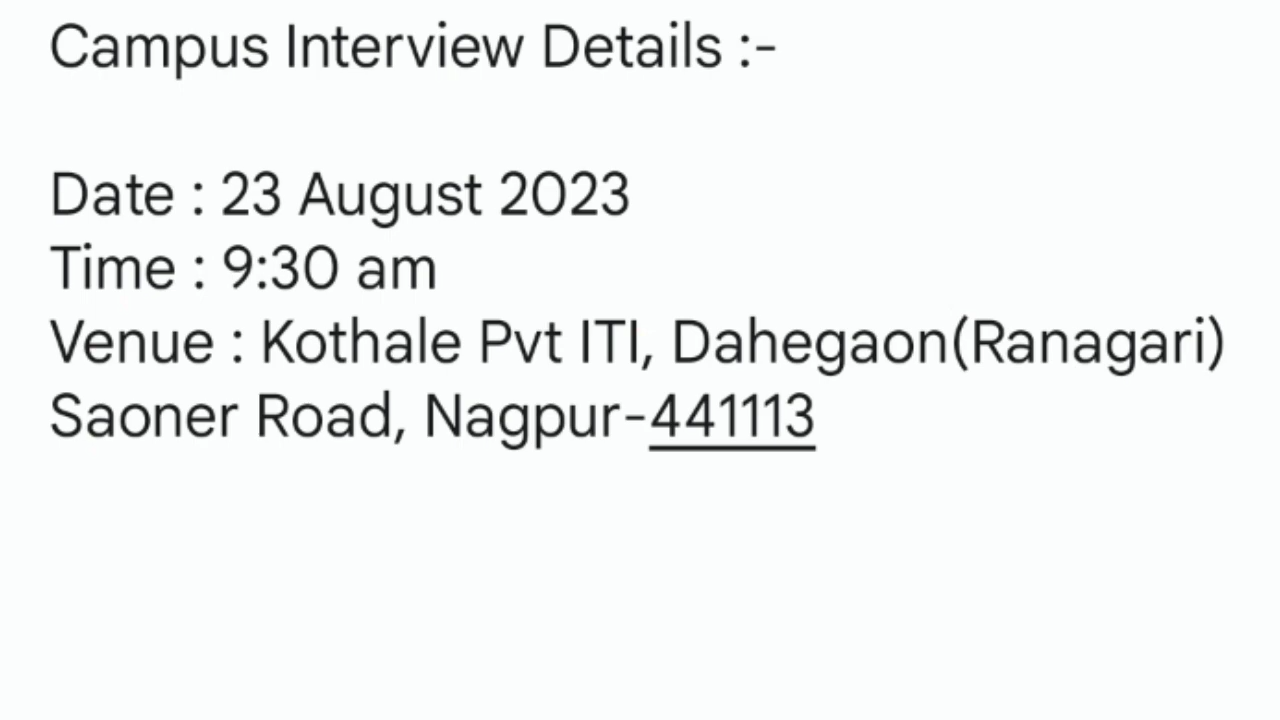 Campus Interview Details :-
Date : 23 August 2023
Time : 9:30 am
Venue : Kothale Pvt ITI, Dahegaon(Ranagari)
Saoner Road, Nagpur-441113